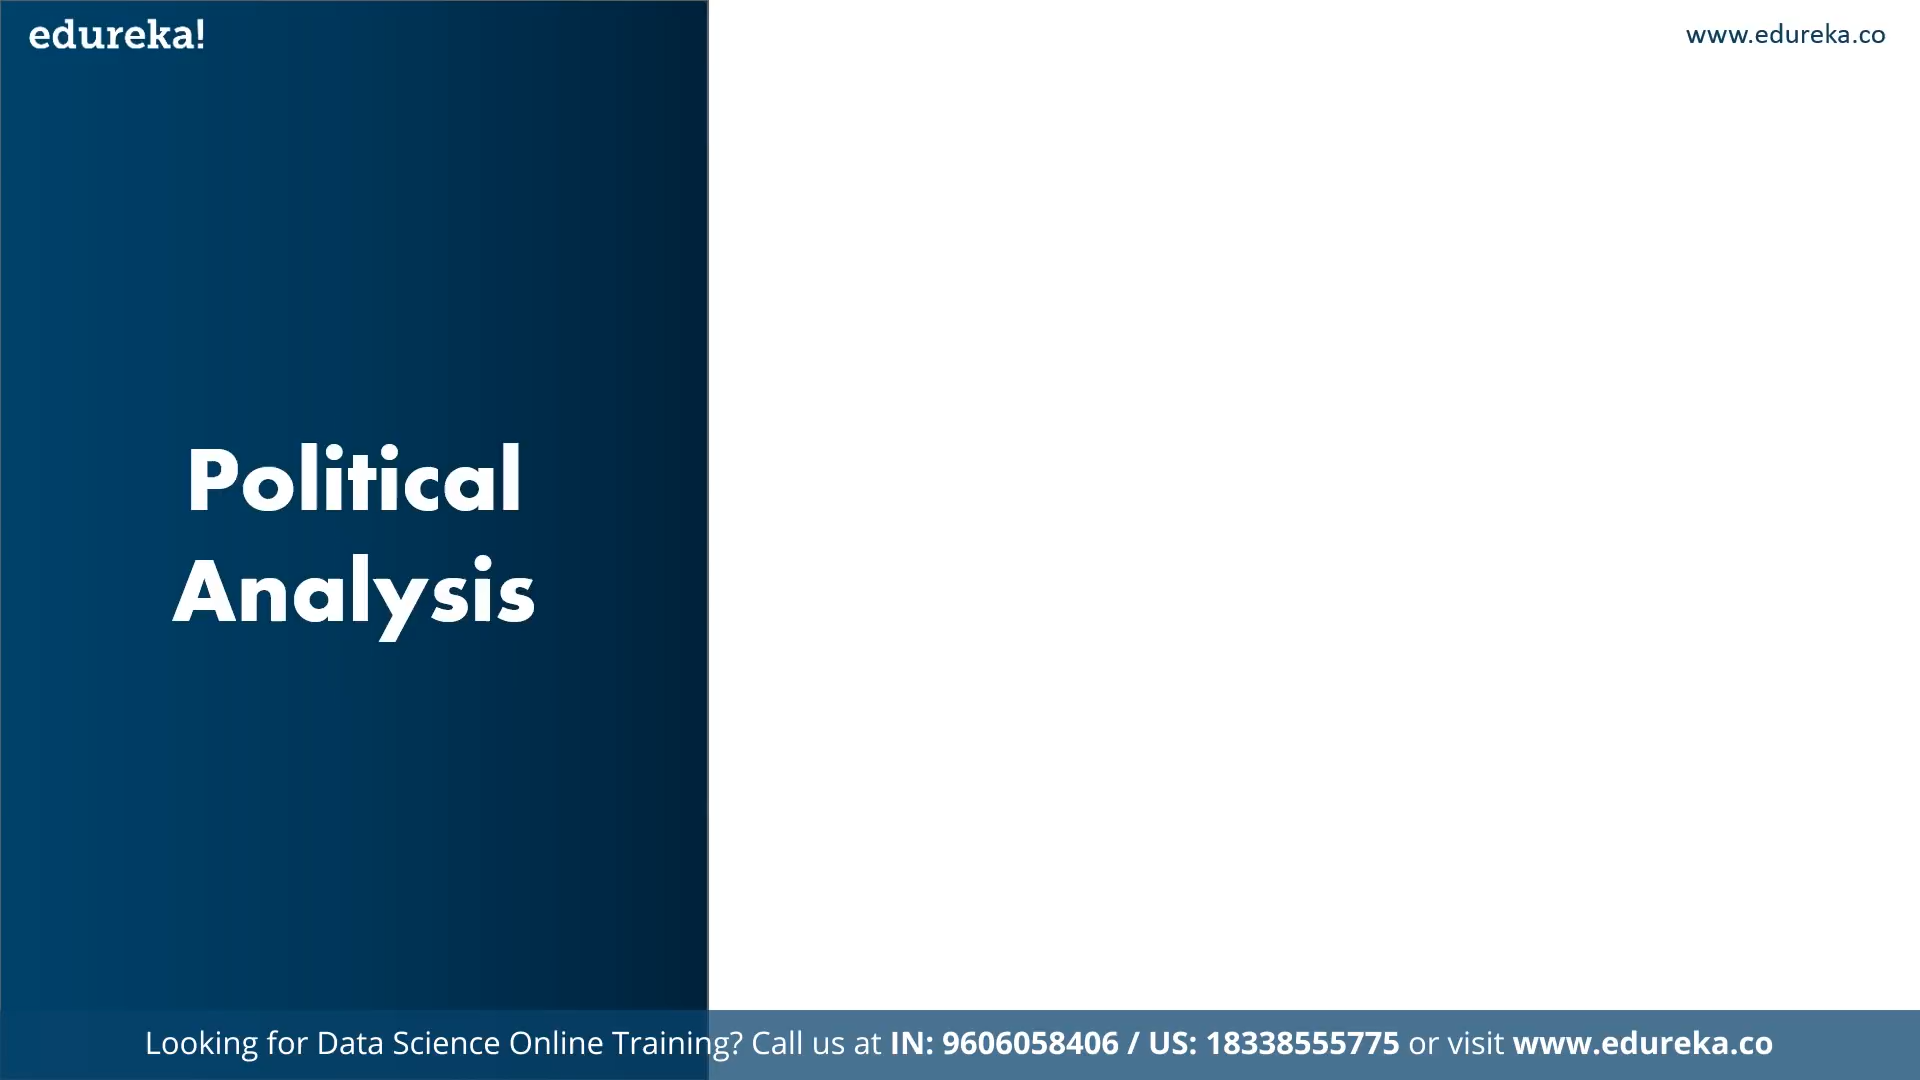 edureka!
www.edureka.co
Political
Analysis
Looking for Data Science Online Training? Call us at IN: 9606058406 / US: 18338555775 or visit www.edureka.co